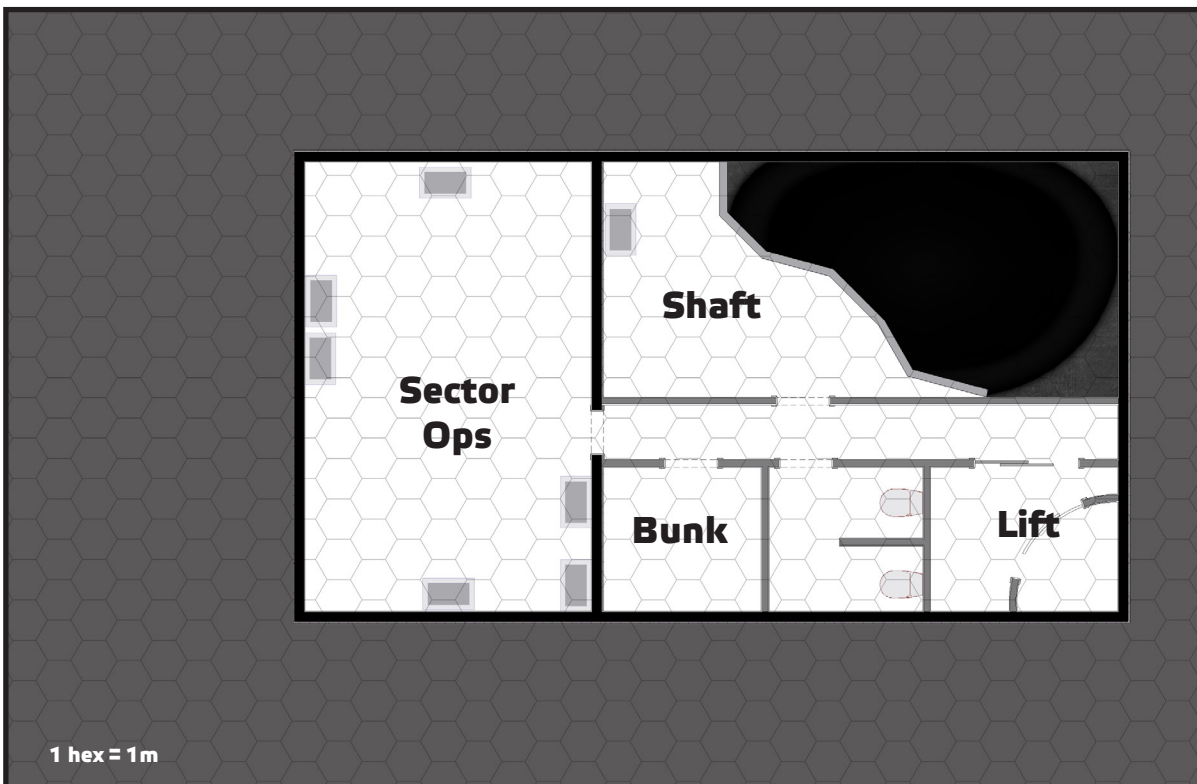 Shaft
Sector
Ops
Bunk
Lift
1 hex = 1m